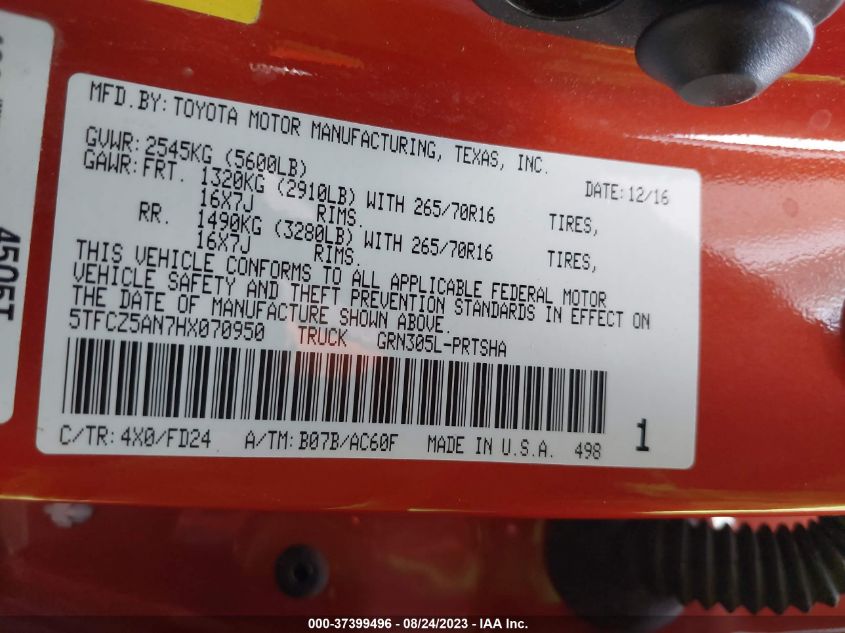 MFD.BY: TOYOTA MOTOR MANUFACTURING, TEXAS, INC.
GVWR: 2545KG (5600LB) DATE: 12/16
GAWR: FRT. 1320KG (2910LB) WITH 265/70R16 TIRES,
16X7J RIMS.
RR. 1490KG (3280LB) WITH 265/70R16 TIRES,
16X7J RIMS.
THIS VEHICLE CONFORMS TO ALL APPLICABLE FEDERAL MOTOR
VEHICLE SAFETY AND THEFT PREVENTION STANDARDS IN EFFECT ON
THE DATE OF MANUFACTURE SHOWN ABOVE.
5TFCZ5AN7HX070950 TRUCK GRN305L-PRTSHA
C/TR: 4X0/FD24 A/TM: B07B/AC60F MADE IN U.S.A. 498 1
4505T
000-37399496 - 08/24/2023 - IAA Inc.